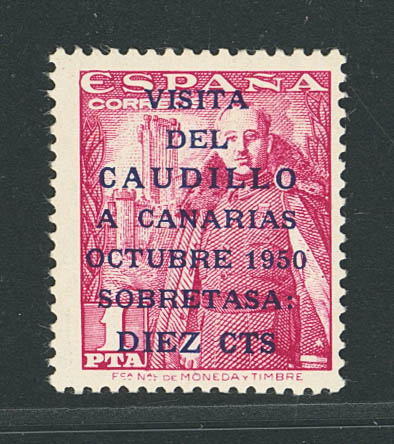 ESPAÑA
CORR
VISITA
DEL
CAUDILLO
A CANARIAS
OCTUBRE 1950
SOBRETASA:
DIEZ CTS
1
PTA
FCA NAL DE MONEDA Y TIMBRE